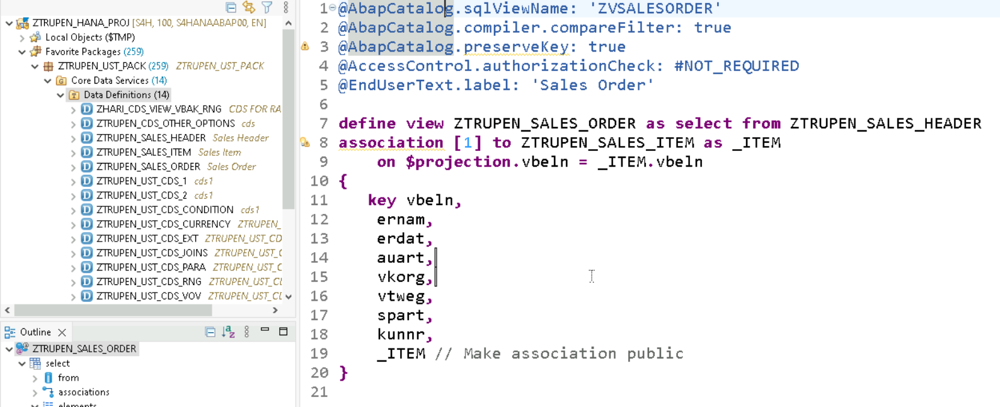 ZTRUPEN_HANA_PROJ [S4H, 100, S4HANAABAP00, EN]
Local Objects ($TMP)
Favorite Packages (259)
ZTRUPEN_UST_PACK (259) ZTRUPEN_UST_PACK
Core Data Services (14)
Data Definitions (14)
ZHARI_CDS_VIEW_VBAK_RNG CDS FOR RA
ZTRUPEN_CDS_OTHER_OPTIONS cds
ZTRUPEN_SALES_HEADER Sales Header
ZTRUPEN_SALES_ITEM Sales Item
ZTRUPEN_SALES_ORDER Sales Order
ZTRUPEN_UST_CDS_1 cds1
ZTRUPEN_UST_CDS_2 cds1
ZTRUPEN_UST_CDS_CONDITION cds1
ZTRUPEN_UST_CDS_CURRENCY ZTRUPEN_
ZTRUPEN_UST_CDS_EXT ZTRUPEN_UST_CD
ZTRUPEN_UST_CDS_JOINS ZTRUPEN_UST_C
ZTRUPEN_UST_CDS_PARA ZTRUPEN_UST_C
ZTRUPEN_UST_CDS_RNG ZTRUPEN_UST_CL
ZTRUPEN_UST_CDS_VOV ZTRUPEN_UST_CL
Outline
ZTRUPEN_SALES_ORDER
select
from
associations
elements
1 @AbapCatalog.sqlViewName: 'ZVSALESORDER'
2 @AbapCatalog.compiler.compareFilter: true
3 @AbapCatalog.preserveKey: true
4 @AccessControl.authorizationCheck: #NOT_REQUIRED
5 @EndUserText.label: 'Sales Order'
6
7 define view ZTRUPEN_SALES_ORDER as select from ZTRUPEN_SALES_HEADER
8 association [1] to ZTRUPEN_SALES_ITEM as _ITEM
9 on $projection.vbeln = _ITEM.vbeln
10 {
11 key vbeln,
12 ernam,
13 erdat,
14 auart,
15 vkorg,
16 vtweg,
17 spart,
18 kunnr,
19 _ITEM // Make association public
20 }
21